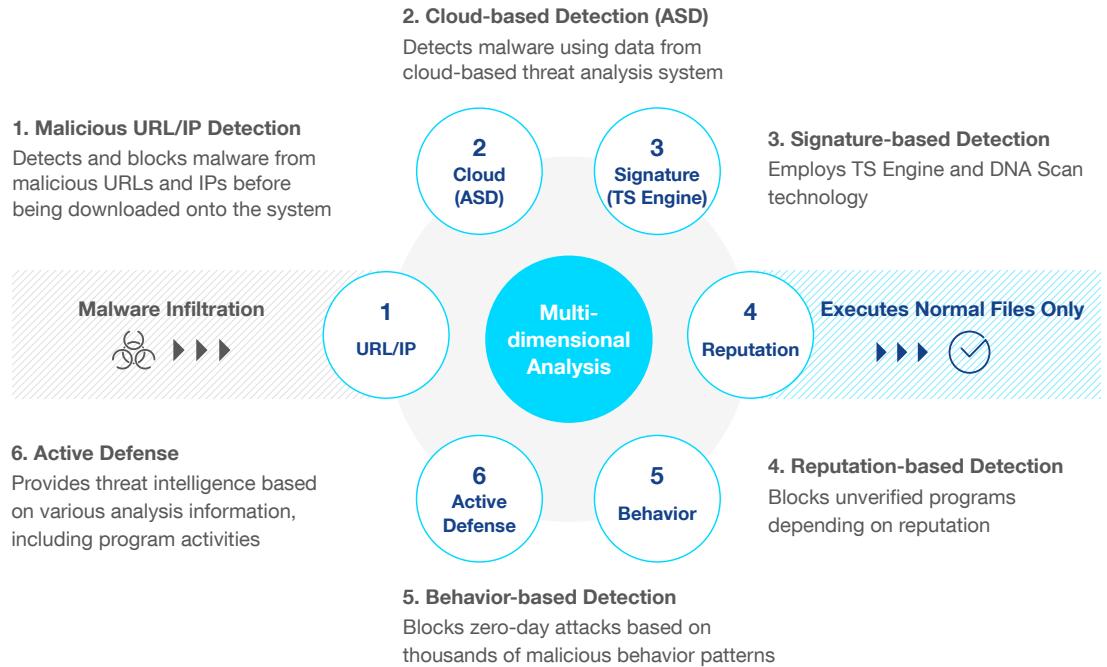 2. Cloud-based Detection (ASD)
Detects malware using data from
cloud-based threat analysis system
1. Malicious URL/IP Detection
Detects and blocks malware from
malicious URLs and IPs before
being downloaded onto the system
2
Cloud
(ASD)
3
Signature
(TS Engine)
3. Signature-based Detection
Employs TS Engine and DNA Scan
technology
Malware Infiltration
1
URL/IP
Multi-
dimensional
Analysis
4
Reputation
Executes Normal Files Only
6. Active Defense
Provides threat intelligence based
on various analysis information,
including program activities
6
Active
Defense
5
Behavior
4. Reputation-based Detection
Blocks unverified programs
depending on reputation
5. Behavior-based Detection
Blocks zero-day attacks based on
thousands of malicious behavior patterns